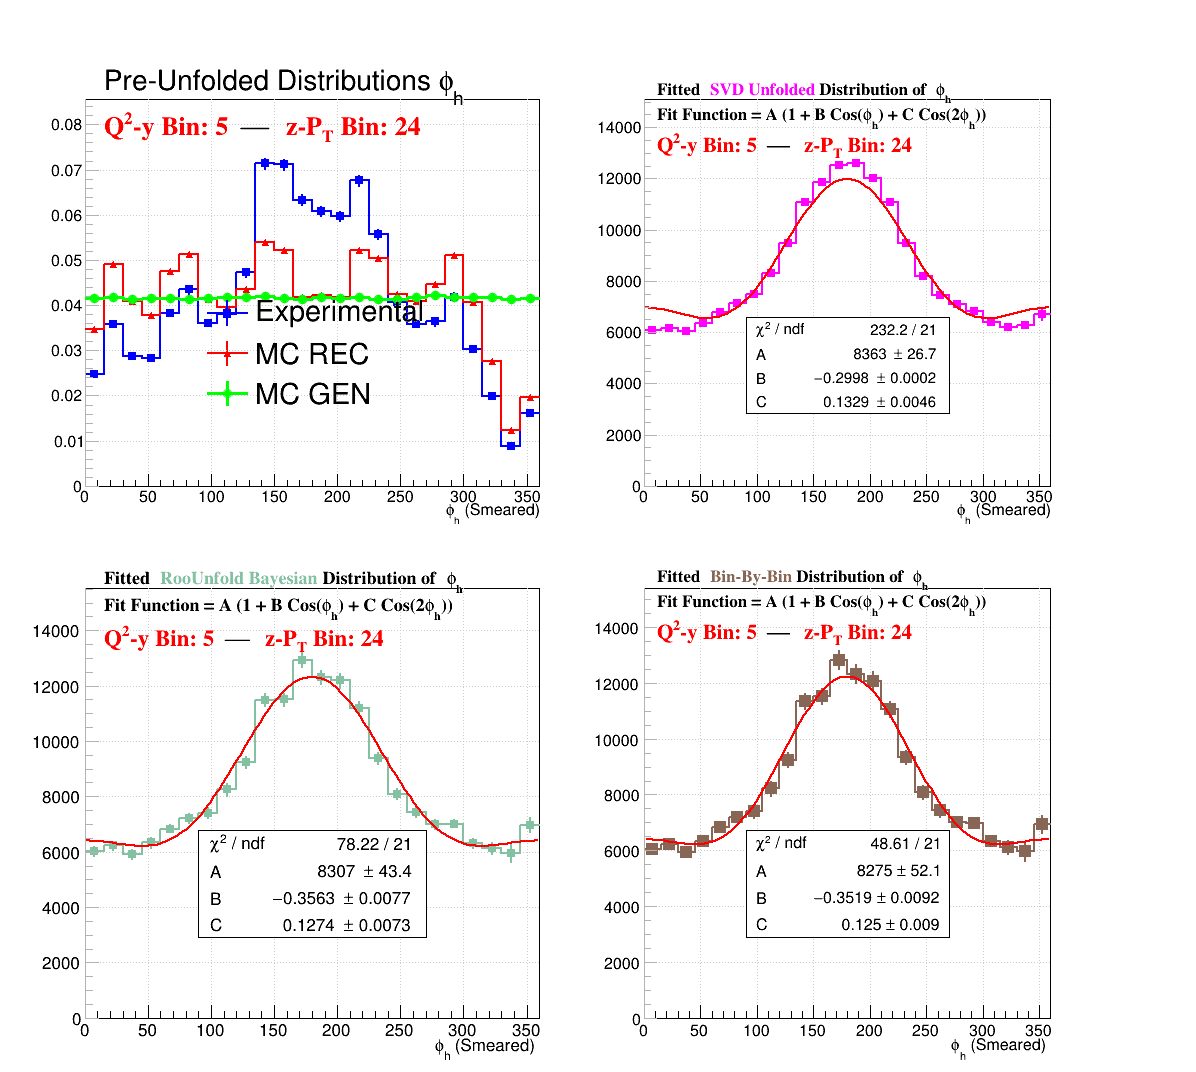 Pre-Unfolded Distributions ϕh
Q2-y Bin: 5 — z-PT Bin: 24
0.08
0.07
0.06
0.05
0.04
0.03
0.02
0.01
0
Experimental
MC REC
MC GEN
0 50 100 150 200 250 300 350
ϕh (Smeared)
Fitted SVD Unfolded Distribution of ϕh
Fit Function = A (1 + B Cos(ϕh) + C Cos(2ϕh))
Q2-y Bin: 5 — z-PT Bin: 24
14000
12000
10000
8000
6000
4000
2000
0
χ2 / ndf 232.2 / 21
A 8363 ± 26.7
B −0.2998 ± 0.0002
C 0.1329 ± 0.0046
0 50 100 150 200 250 300 350
ϕh (Smeared)
Fitted RooUnfold Bayesian Distribution of ϕh
Fit Function = A (1 + B Cos(ϕh) + C Cos(2ϕh))
Q2-y Bin: 5 — z-PT Bin: 24
14000
12000
10000
8000
6000
4000
2000
0
χ2 / ndf 78.22 / 21
A 8307 ± 43.4
B −0.3563 ± 0.0077
C 0.1274 ± 0.0073
0 50 100 150 200 250 300 350
ϕh (Smeared)
Fitted Bin-By-Bin Distribution of ϕh
Fit Function = A (1 + B Cos(ϕh) + C Cos(2ϕh))
Q2-y Bin: 5 — z-PT Bin: 24
14000
12000
10000
8000
6000
4000
2000
0
χ2 / ndf 48.61 / 21
A 8275 ± 52.1
B −0.3519 ± 0.0092
C 0.125 ± 0.009
0 50 100 150 200 250 300 350
ϕh (Smeared)